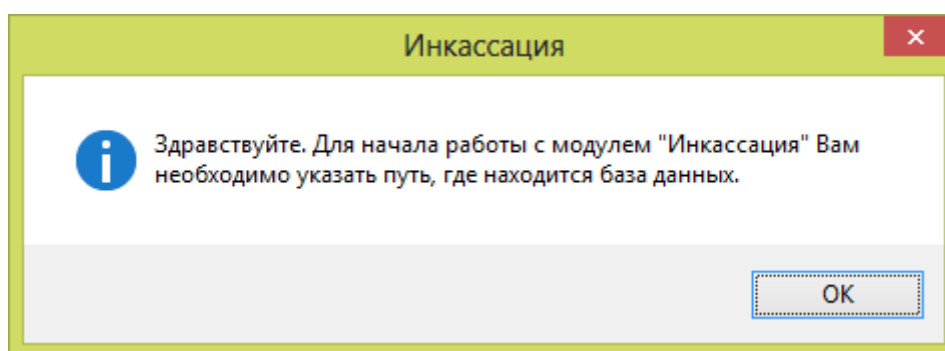 Инкассация
Здравствуйте. Для начала работы с модулем "Инкассация" Вам
необходимо указать путь, где находится база данных.
OK